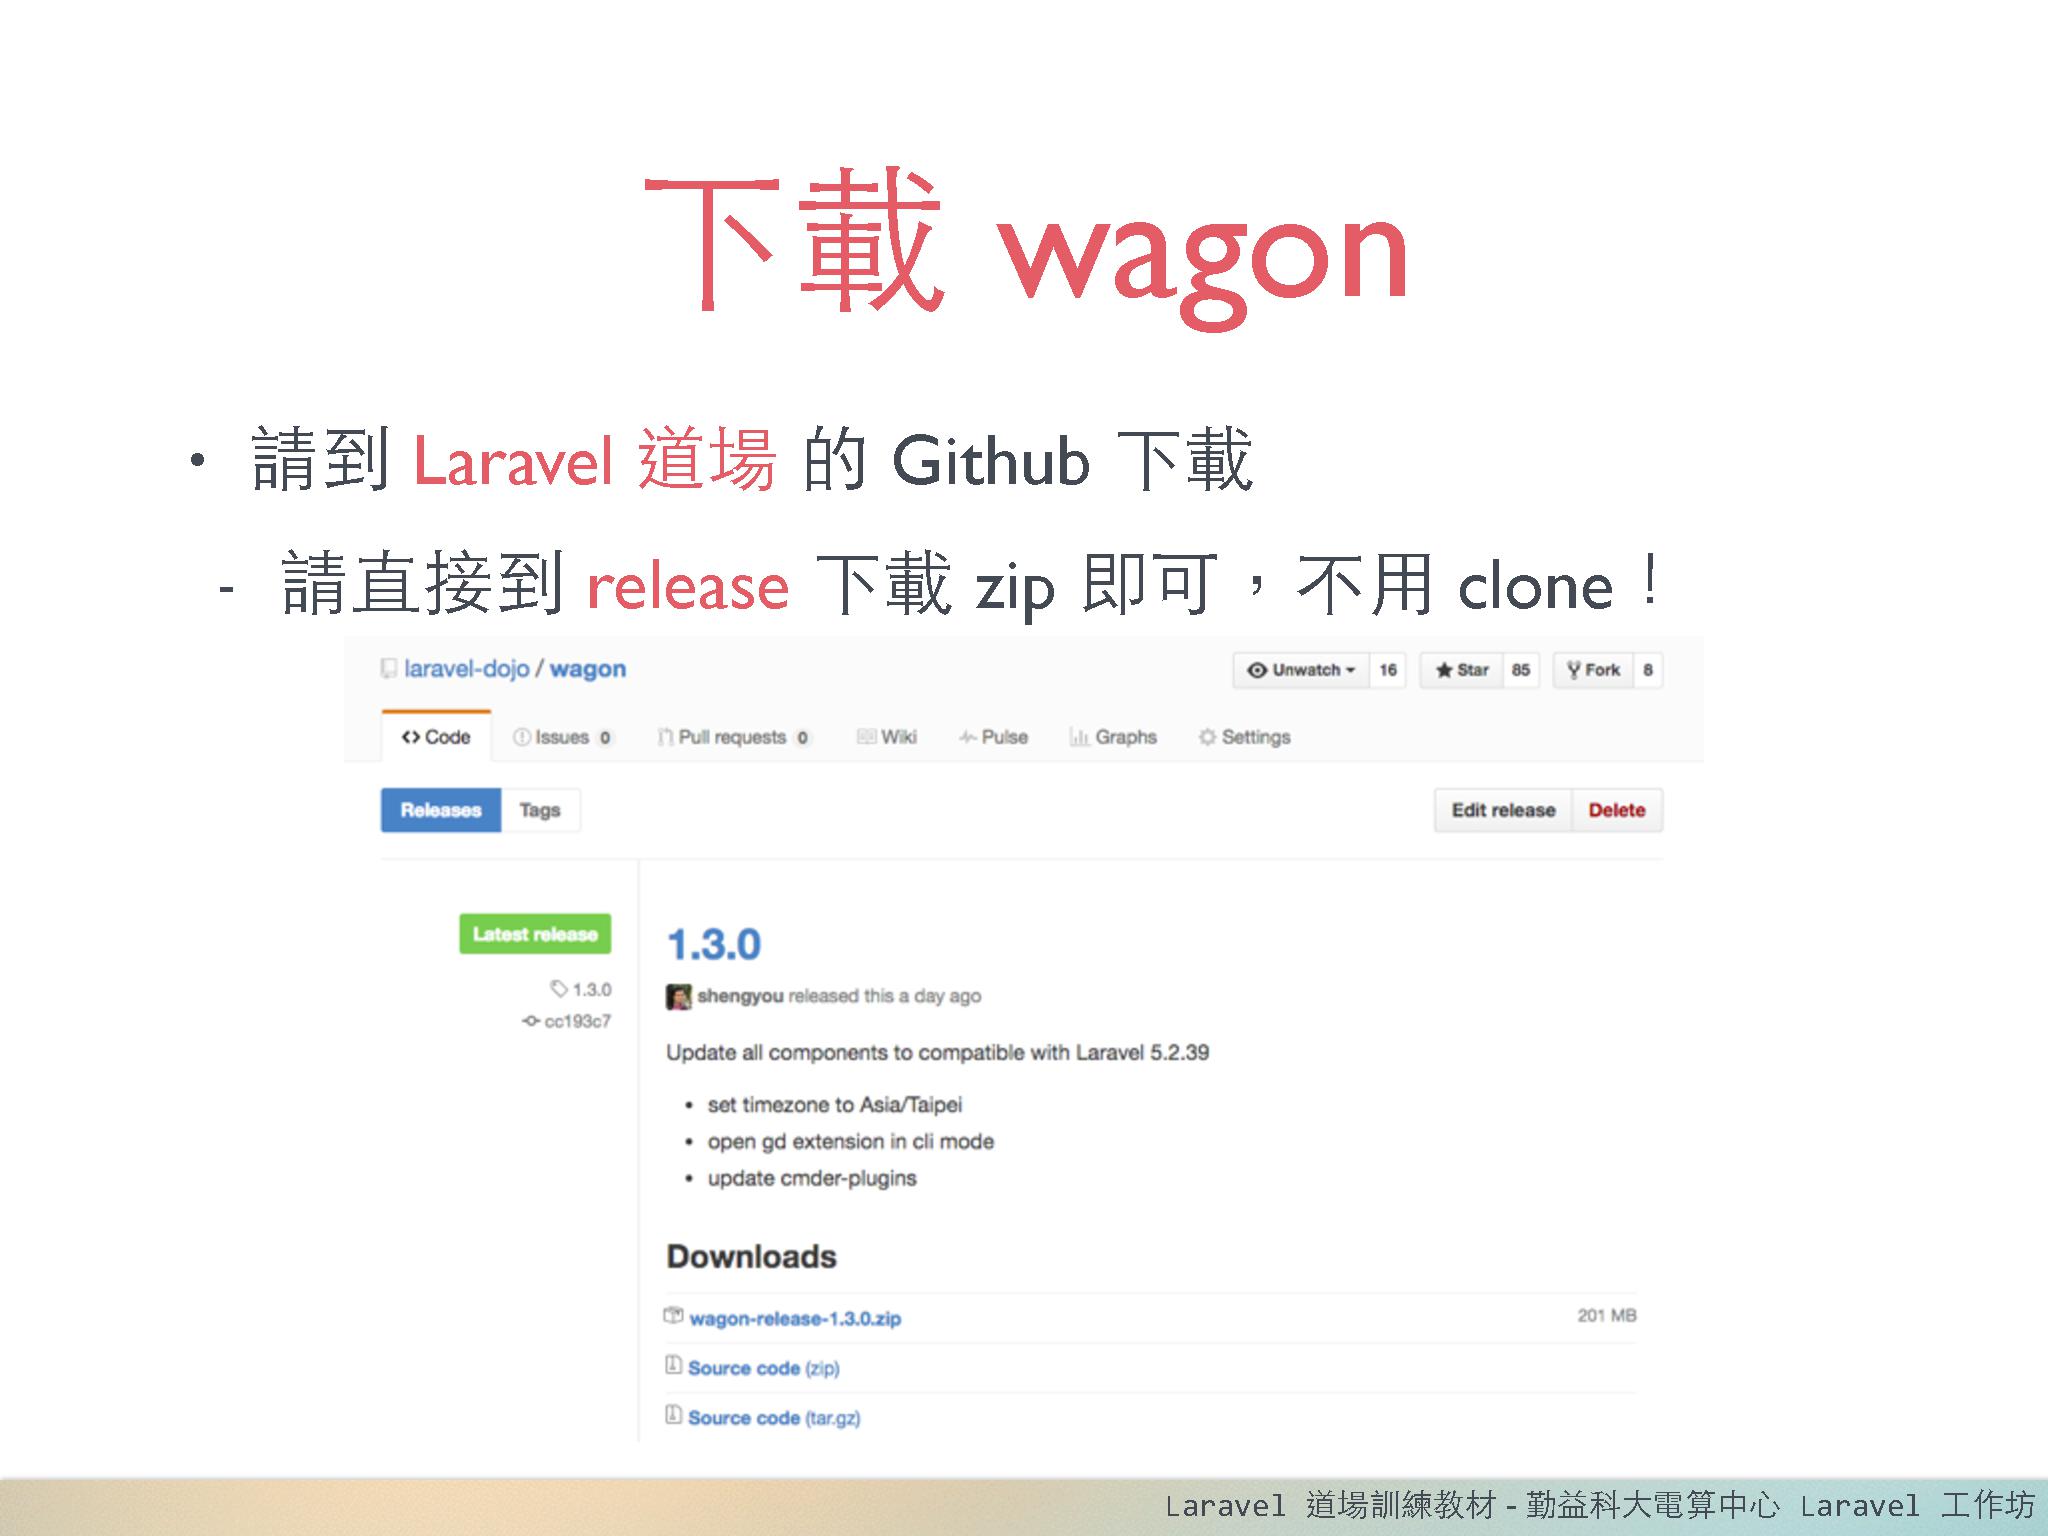 下載 wagon
• 請到 Laravel 道場 的 Github 下載
- 請直接到 release 下載 zip 即可，不用 clone！
laravel-dojo / wagon
Unwatch 16 Star 85 Fork 8
Code Issues 0 Pull requests 0 Wiki Pulse Graphs Settings
Releases Tags Edit release Delete
Latest release
1.3.0
cc193c7
1.3.0
shengyou released this a day ago
Update all components to compatible with Laravel 5.2.39
• set timezone to Asia/Taipei
• open gd extension in cli mode
• update cmder-plugins
Downloads
wagon-release-1.3.0.zip 201 MB
Source code (zip)
Source code (tar.gz)
Laravel 道場訓練教材 - 勤益科大電算中心 Laravel 工作坊